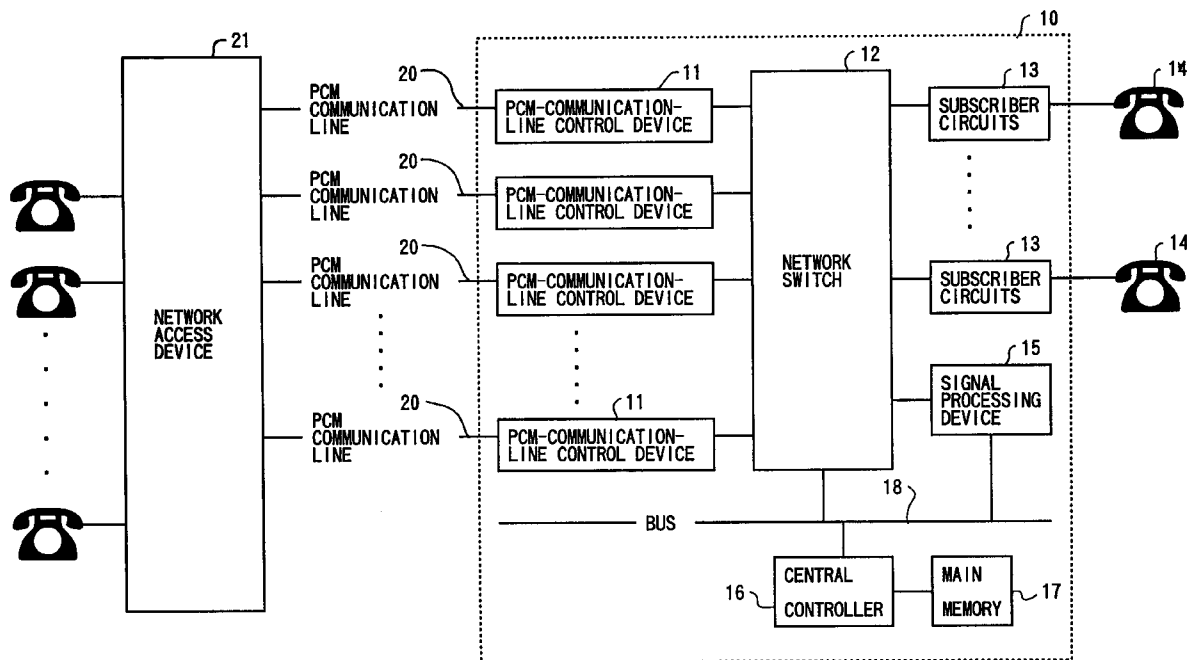 10
21
12
20
11
13
14
PCM
COMMUNICATION
LINE
PCM-COMMUNICATION-
LINE CONTROL DEVICE
SUBSCRIBER
CIRCUITS
20
PCM
COMMUNICATION
LINE
PCM-COMMUNICATION-
LINE CONTROL DEVICE
20
13
14
PCM
COMMUNICATION
LINE
PCM-COMMUNICATION-
LINE CONTROL DEVICE
NETWORK
SWITCH
SUBSCRIBER
CIRCUITS
NETWORK
ACCESS
DEVICE
15
SIGNAL
PROCESSING
DEVICE
20
11
PCM
COMMUNICATION
LINE
PCM-COMMUNICATION-
LINE CONTROL DEVICE
18
BUS
16
CENTRAL
CONTROLLER
MAIN
MEMORY
17